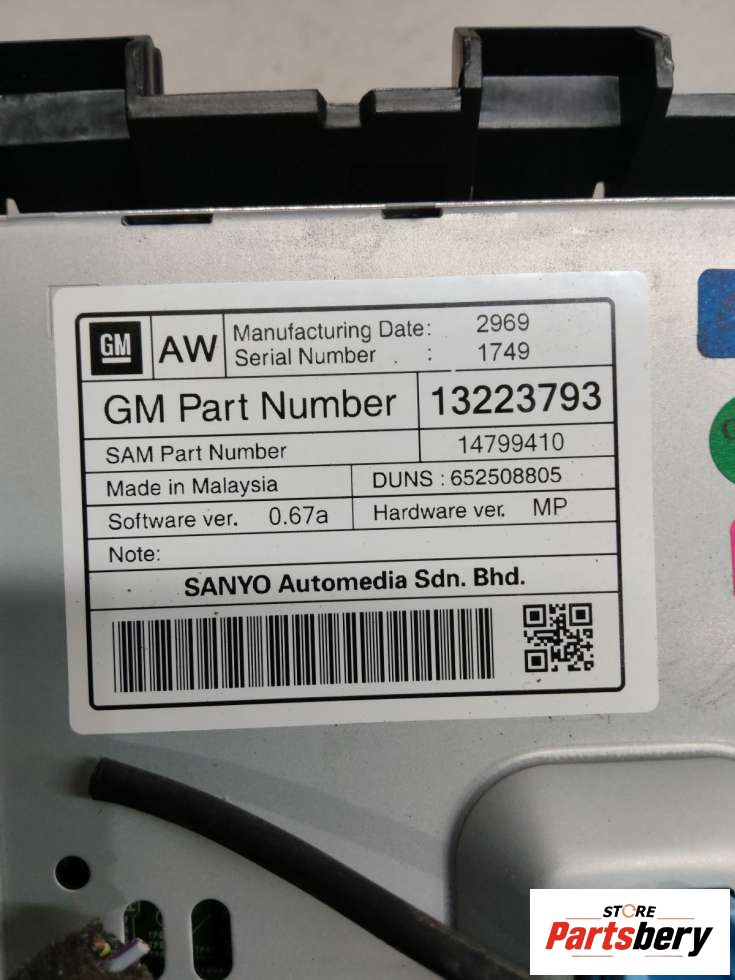 GM
AW
Manufacturing Date: 2969
Serial Number . : 1749
GM Part Number 13223793
SAM Part Number 14799410
Made in Malaysia DUNS : 652508805
Software ver. 0.67a Hardware ver. MP
Note:
SANYO Automedia Sdn. Bhd.
STORE
Partsbery